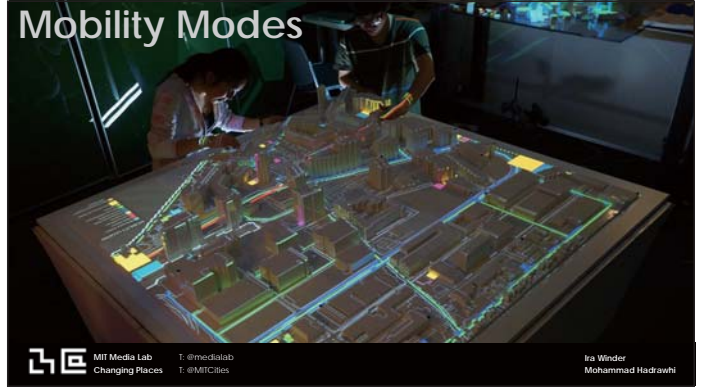 Mobility Modes
MIT Media Lab T: @medialab
Changing Places T: @MITCities
Ira Winder
Mohammad Hadrawhi